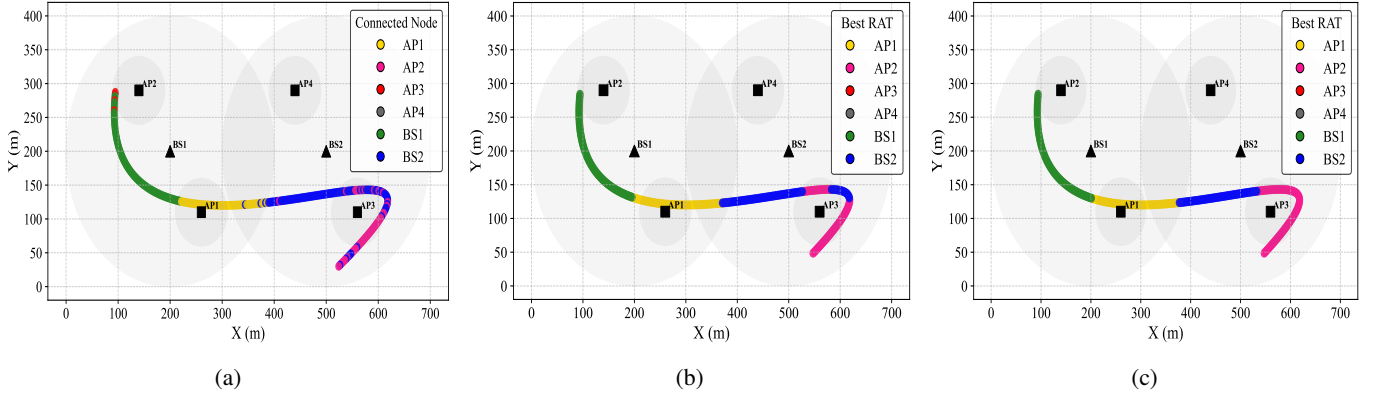 400
350
300
250
200
150
100
50
0
Y (m)
0 100 200 300 400 500 600 700
X (m)
AP2
AP4
BS1
BS2
AP1
AP3
Connected Node
AP1
AP2
AP3
AP4
BS1
BS2
(a)
400
350
300
250
200
150
100
50
0
Y (m)
0 100 200 300 400 500 600 700
X (m)
AP2
AP4
BS1
BS2
AP1
AP3
Best RAT
AP1
AP2
AP3
AP4
BS1
BS2
(b)
400
350
300
250
200
150
100
50
0
Y (m)
0 100 200 300 400 500 600 700
X (m)
AP2
AP4
BS1
BS2
AP1
AP3
Best RAT
AP1
AP2
AP3
AP4
BS1
BS2
(c)